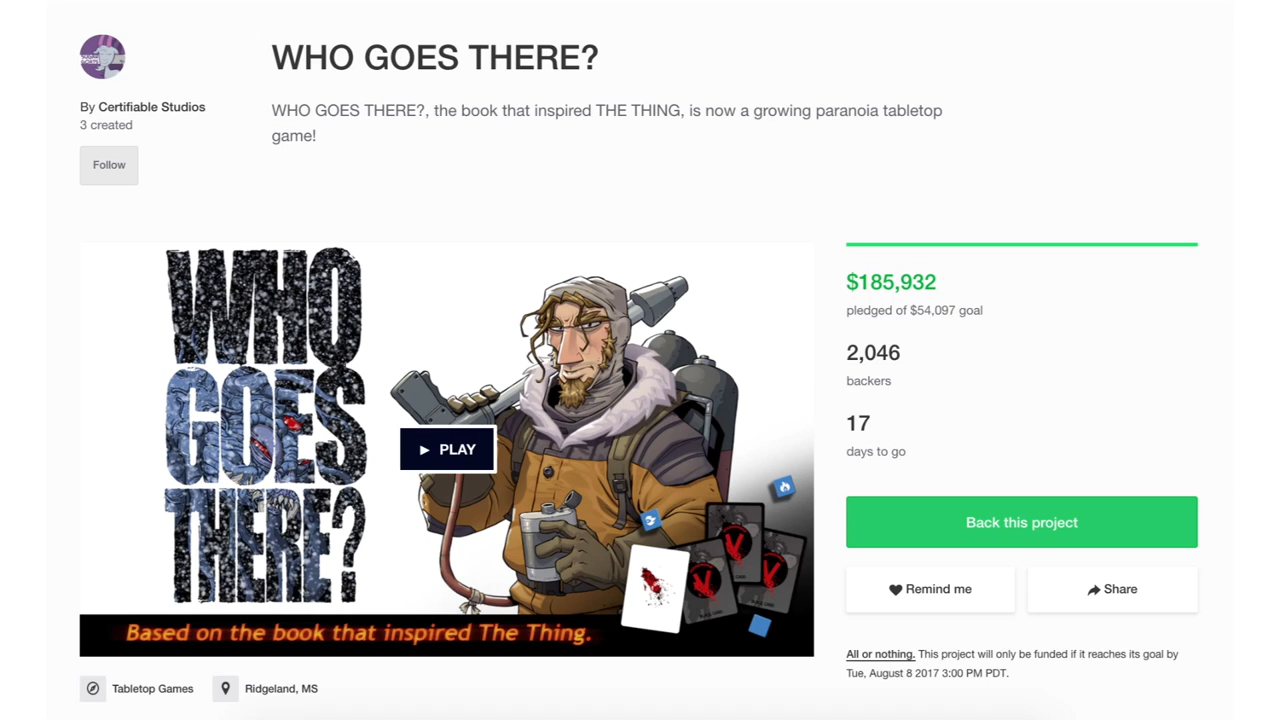 WHO GOES THERE?
WHO GOES THERE?, the book that inspired THE THING, is now a growing paranoia tabletop
game!
By Certifiable Studios
3 created
Follow
WHO
GOES
THERE?
PLAY
Based on the book that inspired The Thing.
$185,932
pledged of $54,097 goal
2,046
backers
17
days to go
Back this project
Remind me
Share
All or nothing. This project will only be funded if it reaches its goal by
Tue, August 8 2017 3:00 PM PDT.
Tabletop Games
Ridgeland, MS